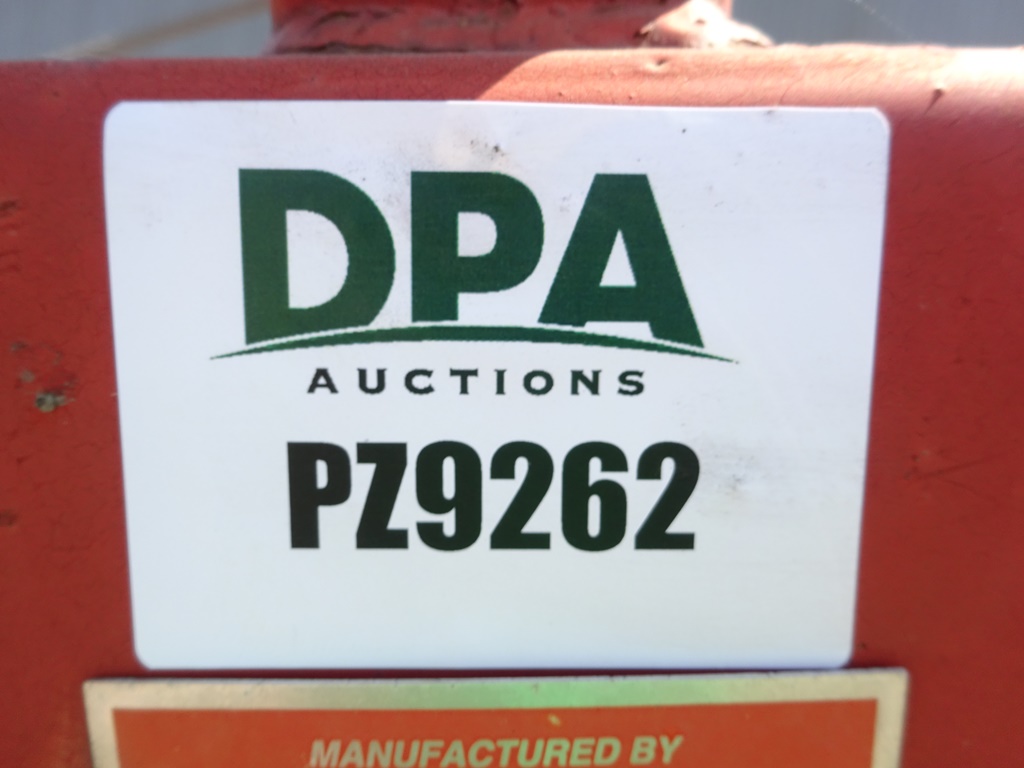 DPA
AUCTIONS
PZ9262
MANUFACTURED BY